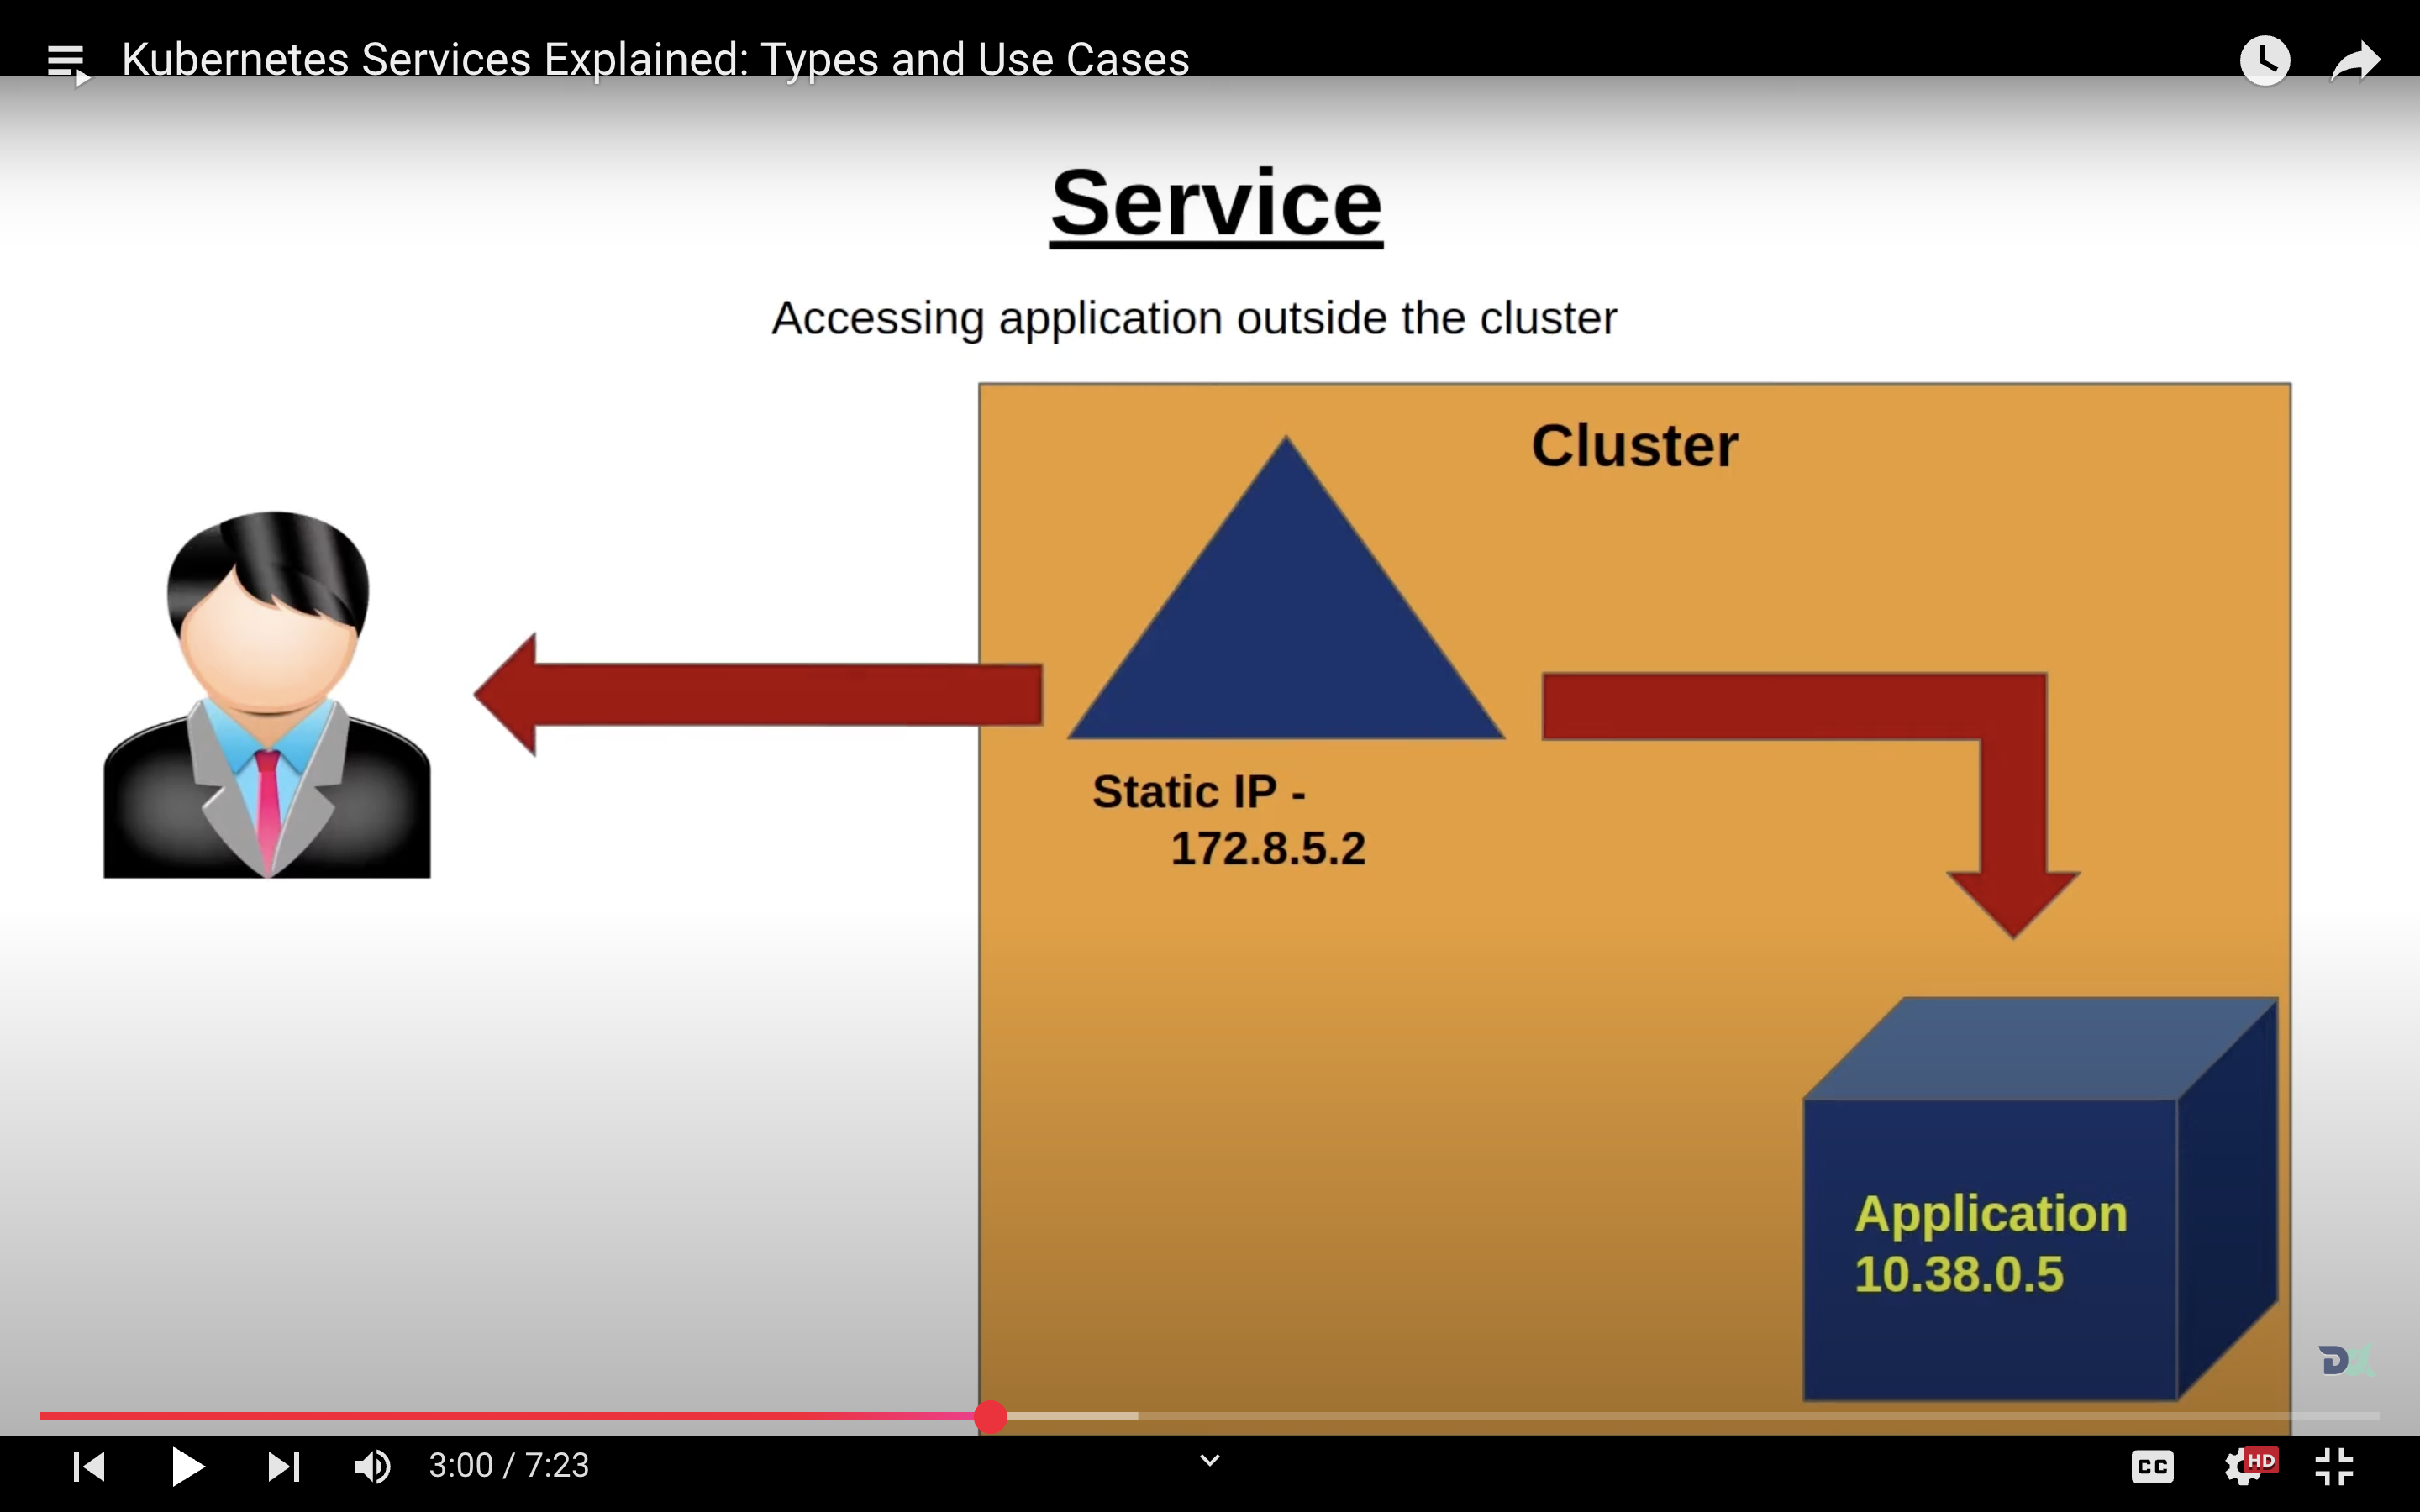 Kubernetes Services Explained: Types and Use Cases
Service
Accessing application outside the cluster
Cluster
Static IP -
172.8.5.2
Application
10.38.0.5
DX
3:00 / 7:23
CC
HD